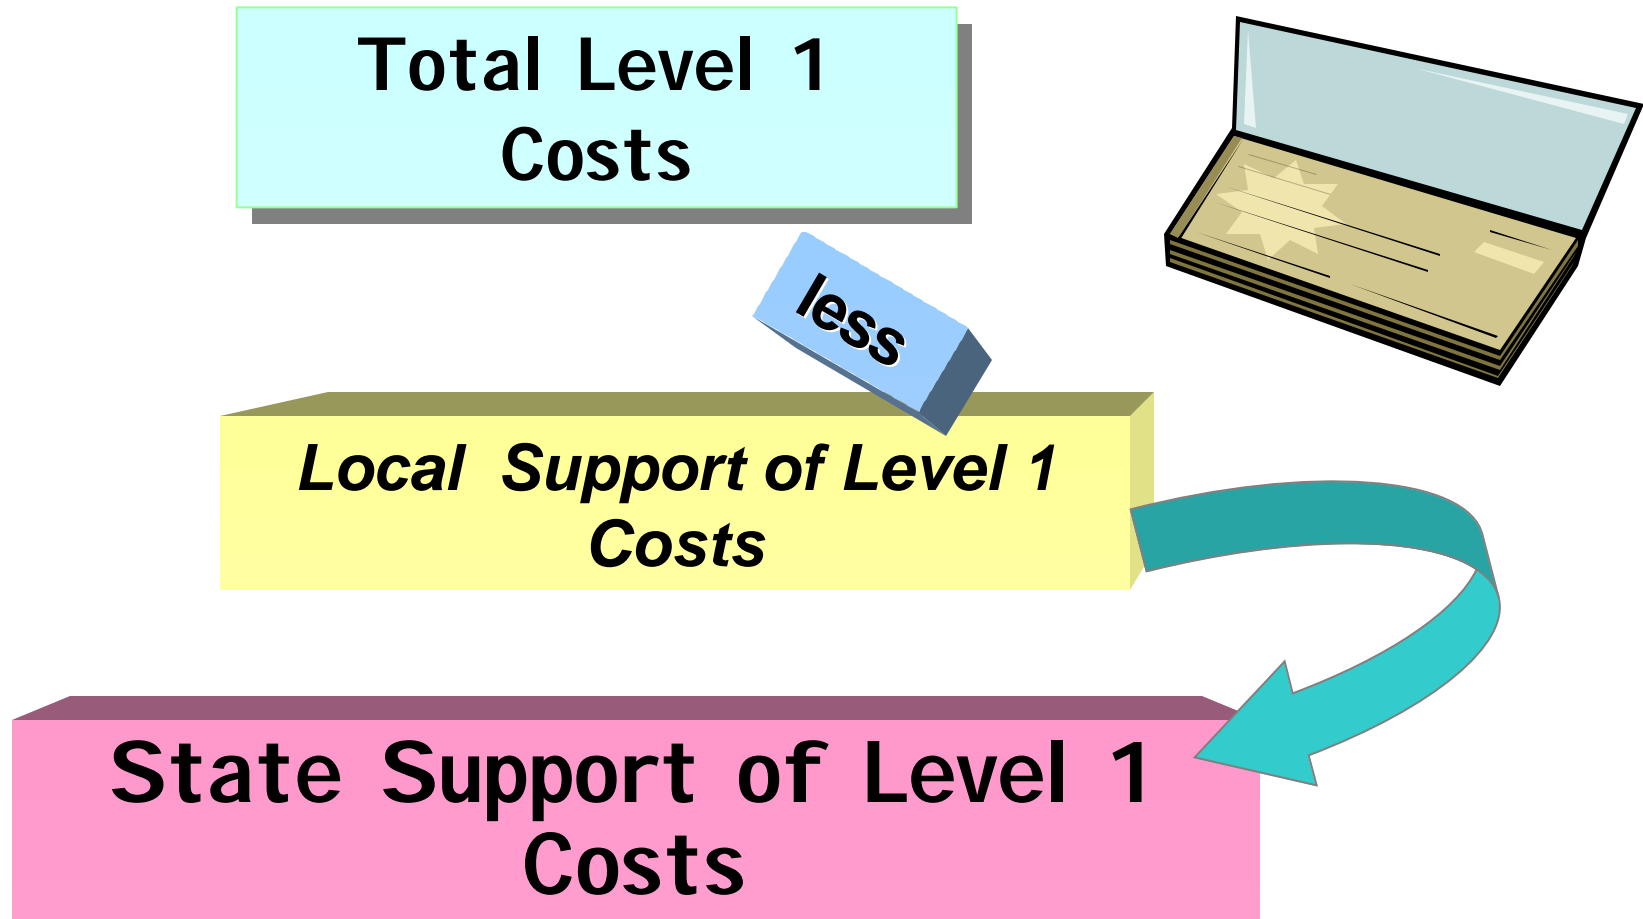 Total Level 1
Costs
less
Local Support of Level 1
Costs
State Support of Level 1
Costs